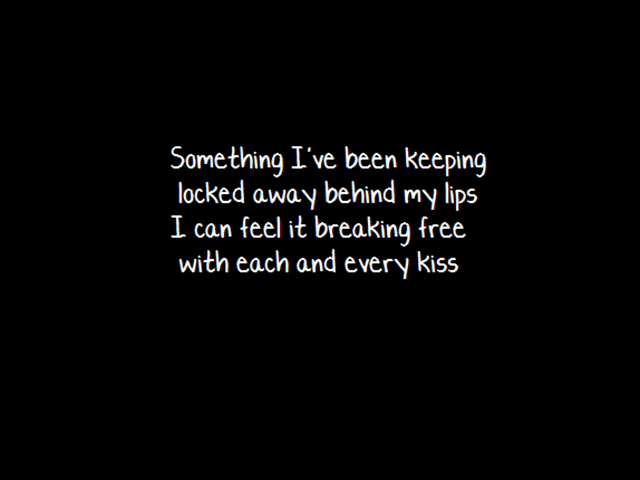 Something I've been keeping
locked away behind my lips
I can feel it breaking free
with each and every kiss